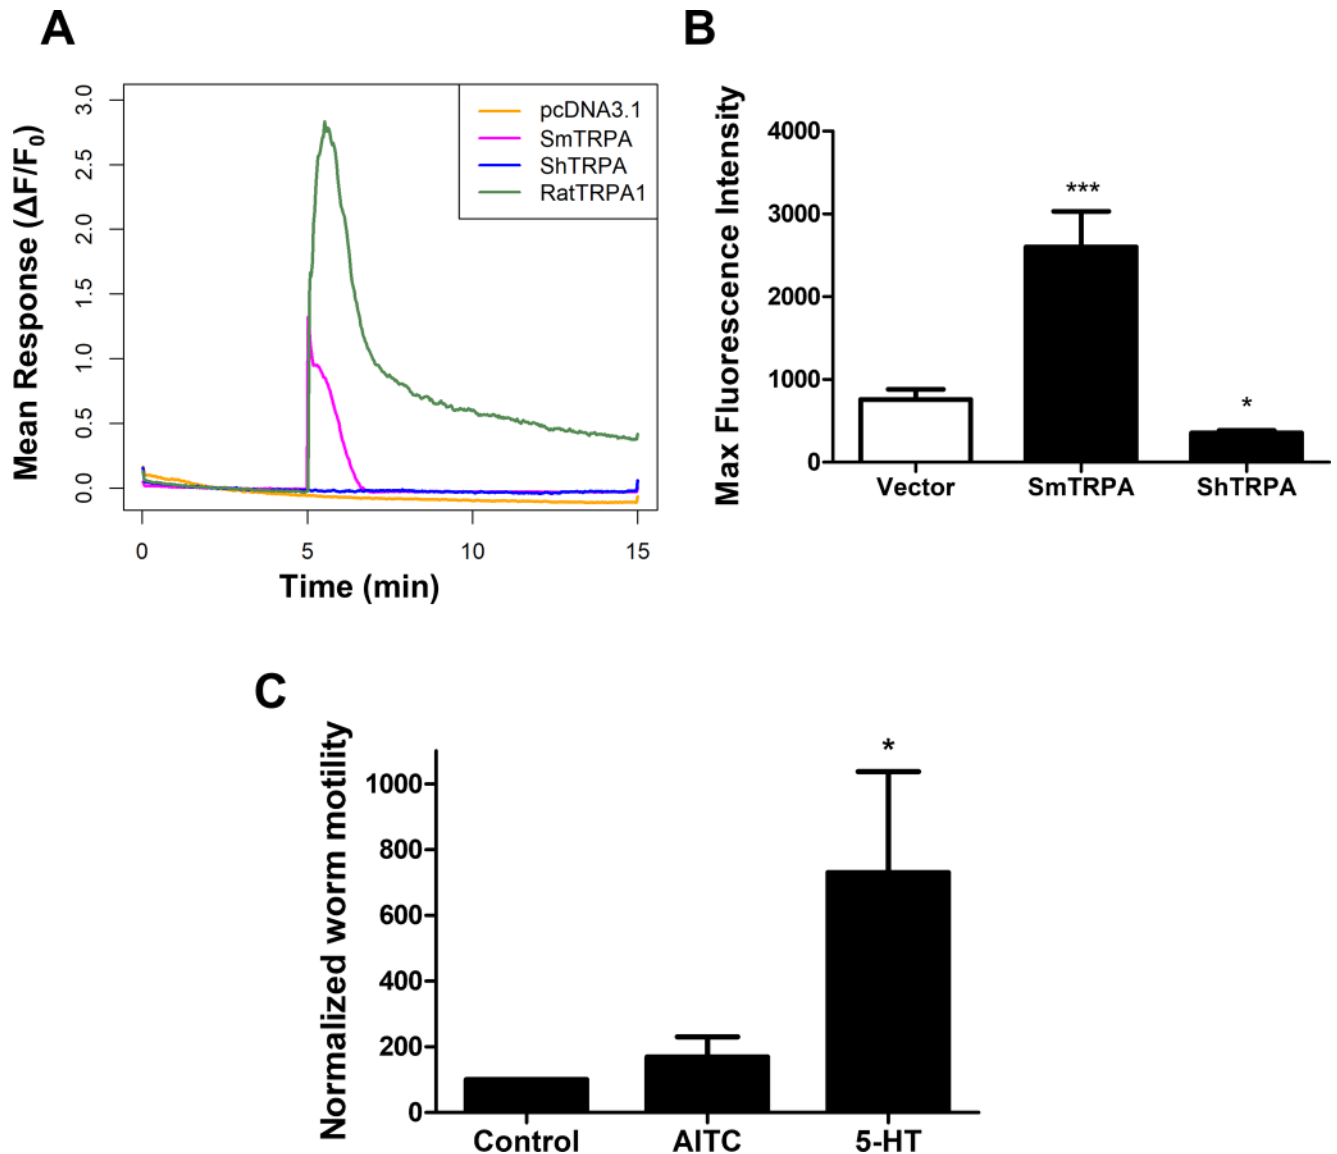 A
Mean Response (ΔF/F0)
3.0
2.5
2.0
1.5
1.0
0.5
0.0
pcDNA3.1
SmTRPA
ShTRPA
RatTRPA1
0
5
10
15
Time (min)
B
Max Fluorescence Intensity
4000
3000
2000
1000
0
***
*
Vector
SmTRPA
ShTRPA
C
Normalized worm motility
1000
800
600
400
200
0
*
Control
AITC
5-HT